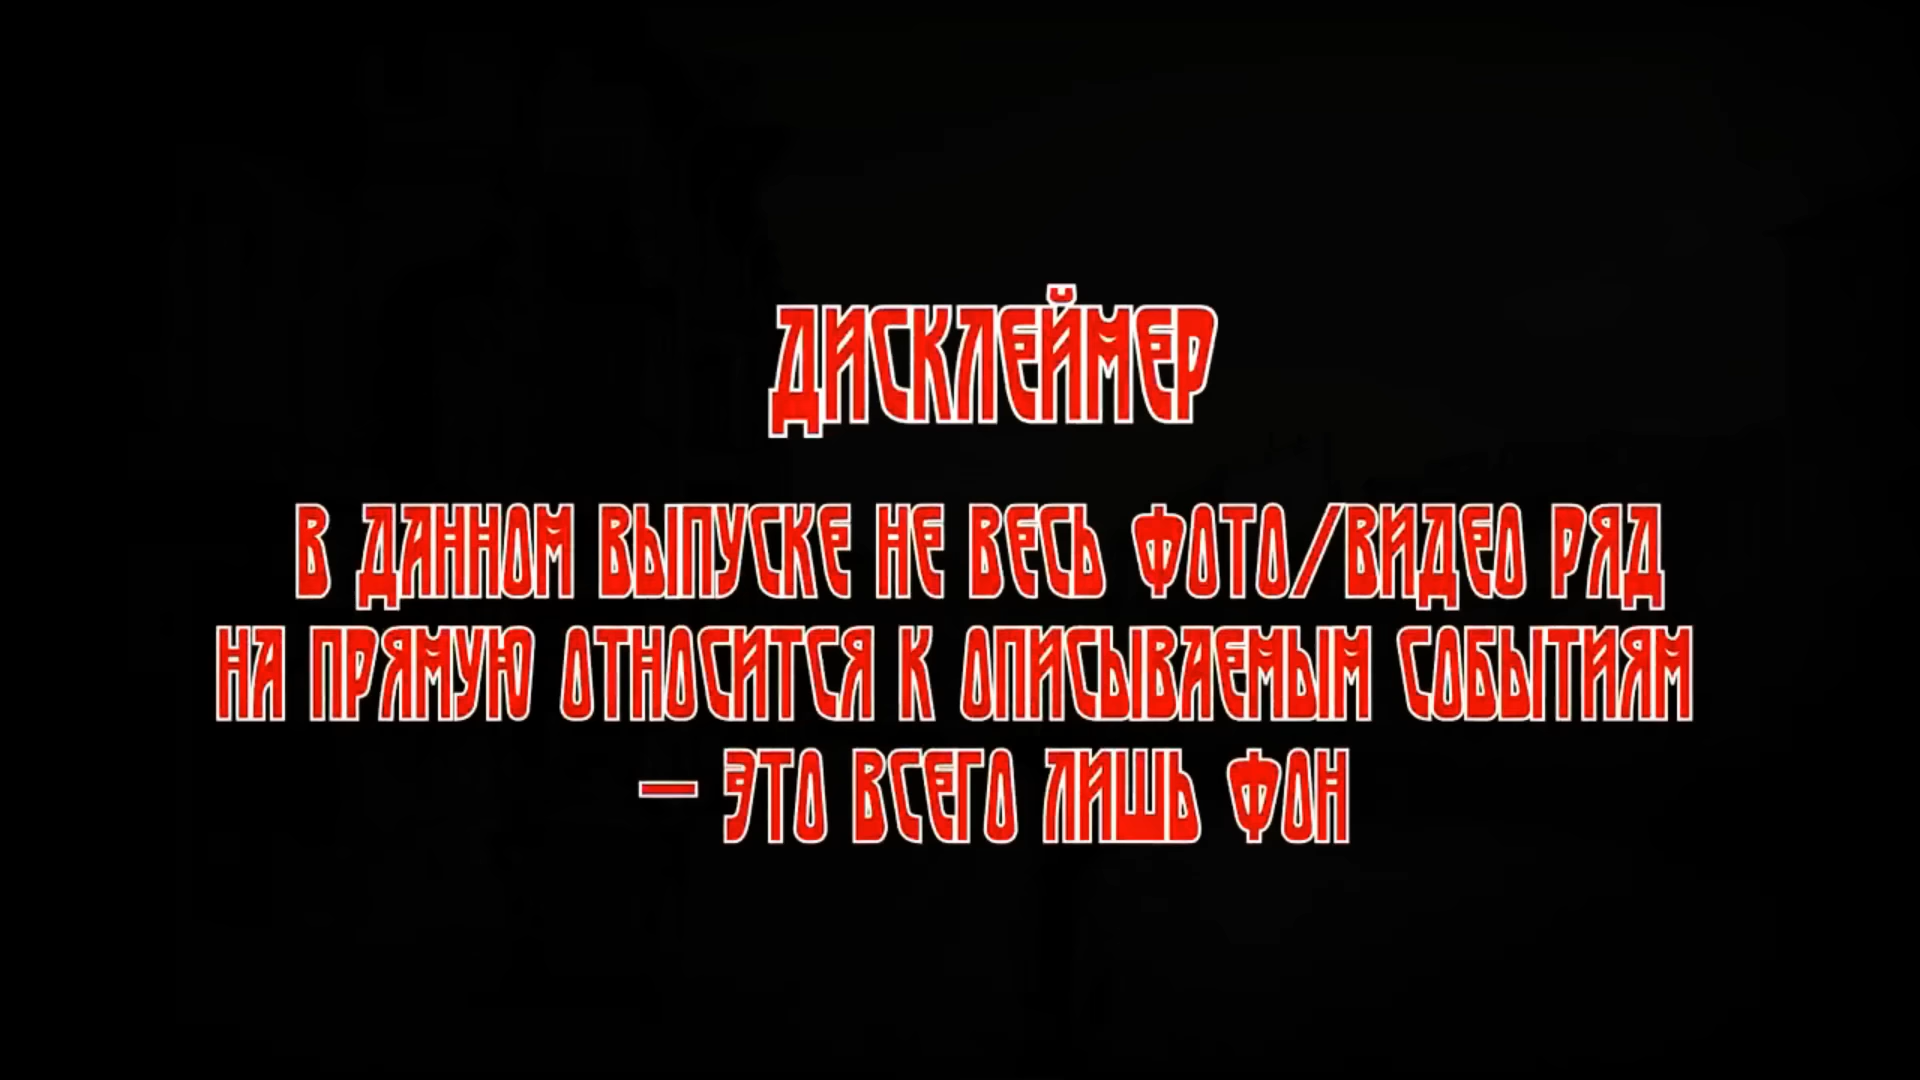 ДИСКЛЕЙМЕР
В ДАННОМ ВЫПУСКЕ НЕ ВЕСЬ ФОТО/ВИДЕО РЯД
НА ПРЯМУЮ ОТНОСИТСЯ К ОПИСЫВАЕМЫМ СОБЫТИЯМ
— ЭТО ВСЕГО ЛИШЬ ФОН